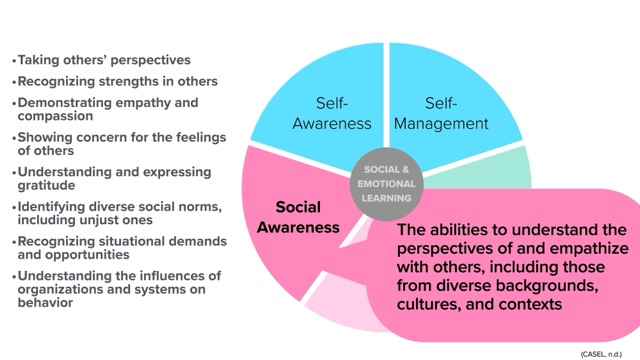 • Taking others' perspectives
• Recognizing strengths in others
• Demonstrating empathy and
compassion
• Showing concern for the feelings
of others
• Understanding and expressing
gratitude
• Identifying diverse social norms,
including unjust ones
• Recognizing situational demands
and opportunities
• Understanding the influences of
organizations and systems on
behavior
Self-
Awareness
Self-
Management
SOCIAL &
EMOTIONAL
LEARNING
Social
Awareness
The abilities to understand the
perspectives of and empathize
with others, including those
from diverse backgrounds,
cultures, and contexts
(CASEL, n.d.)